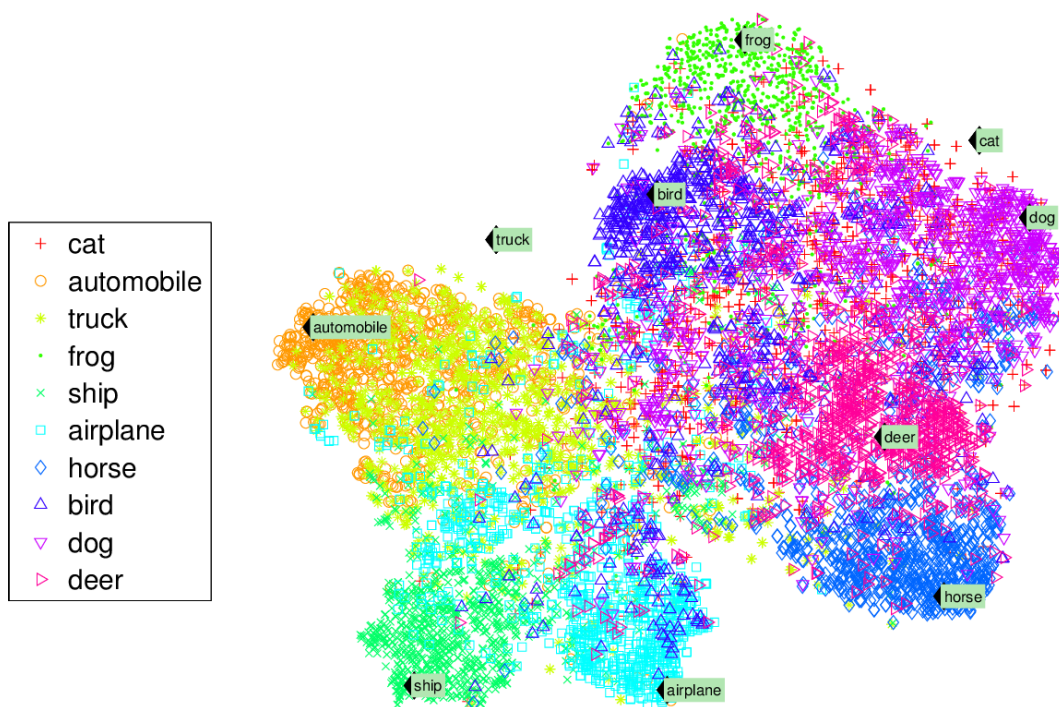 frog
cat
bird
dog
truck
cat
automobile
truck
frog
ship
airplane
horse
bird
dog
deer
automobile
deer
horse
ship
airplane